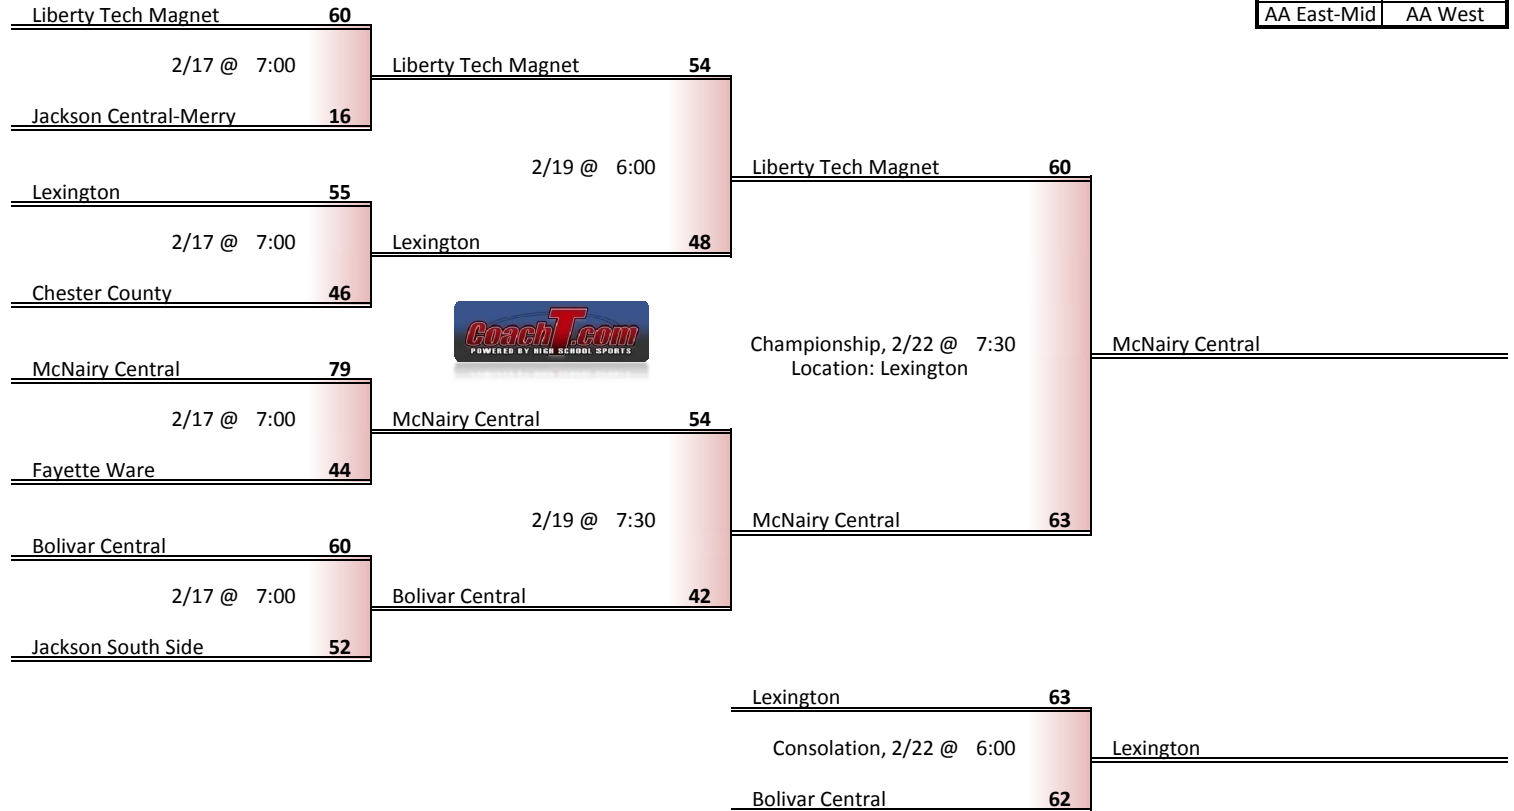 Liberty Tech Magnet 60
AA East-Mid AA West
2/17 @ 7:00
Liberty Tech Magnet 54
Jackson Central-Merry 16
2/19 @ 6:00
Liberty Tech Magnet 60
Lexington 55
2/17 @ 7:00
Lexington 48
Chester County 46
CoachT.com
POWERED BY HIGH SCHOOL SPORTS
Championship, 2/22 @ 7:30
Location: Lexington
McNairy Central
McNairy Central 79
2/17 @ 7:00
McNairy Central 54
Fayette Ware 44
2/19 @ 7:30
McNairy Central 63
Bolivar Central 60
2/17 @ 7:00
Bolivar Central 42
Jackson South Side 52
Lexington 63
Consolation, 2/22 @ 6:00
Lexington
Bolivar Central 62